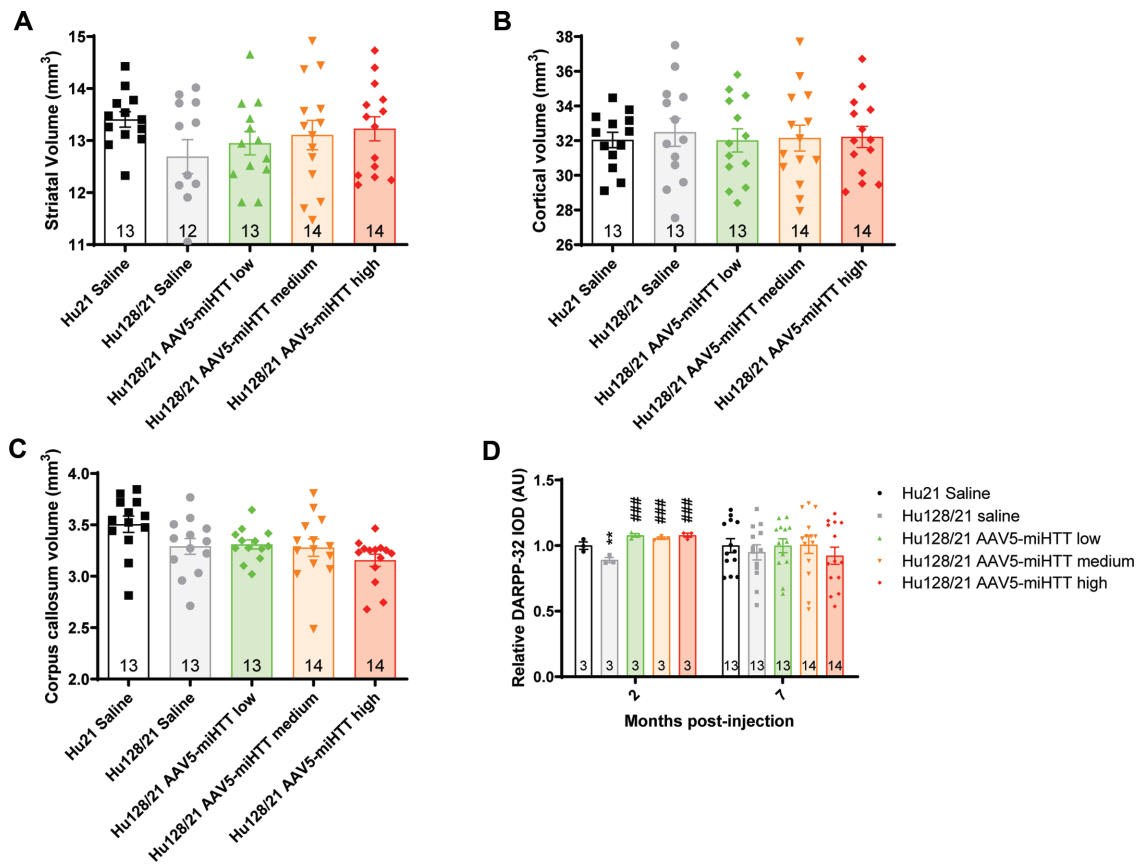 A
Striatal Volume (mm³)
15
14
13
12
11
13
12
13
14
14
Hu21 Saline
Hu128/21 Saline
Hu128/21 AAV5-miHTT low
Hu128/21 AAV5-miHTT medium
Hu128/21 AAV5-miHTT high
B
Cortical volume (mm³)
38
36
34
32
30
28
26
13
13
13
14
14
Hu21 Saline
Hu128/21 Saline
Hu128/21 AAV5-miHTT low
Hu128/21 AAV5-miHTT medium
Hu128/21 AAV5-miHTT high
C
Corpus callosum volume (mm³)
4.0
3.5
3.0
2.5
2.0
13
13
13
14
14
Hu21 Saline
Hu128/21 Saline
Hu128/21 AAV5-miHTT low
Hu128/21 AAV5-miHTT medium
Hu128/21 AAV5-miHTT high
D
Relative DARPP-32 IOD (AU)
1.5
1.0
0.5
0.0
**
###
###
###
3
3
3
3
3
13
13
13
14
14
2
7
Months post-injection
Hu21 Saline
Hu128/21 saline
Hu128/21 AAV5-miHTT low
Hu128/21 AAV5-miHTT medium
Hu128/21 AAV5-miHTT high